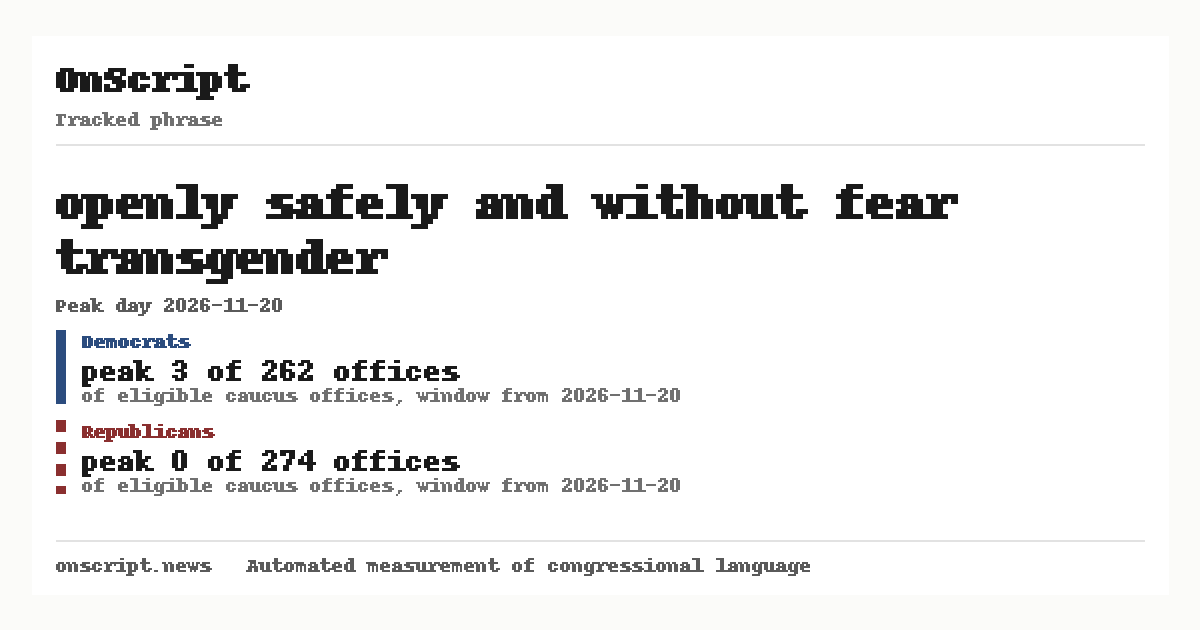 OnScript
Tracked phrase
openly safely and without fear
transgender
Peak day 2026-11-20
Democrats
peak 3 of 262 offices
of eligible caucus offices, window from 2026-11-20
Republicans
peak 0 of 274 offices
of eligible caucus offices, window from 2026-11-20
onscript.news Automated measurement of congressional language